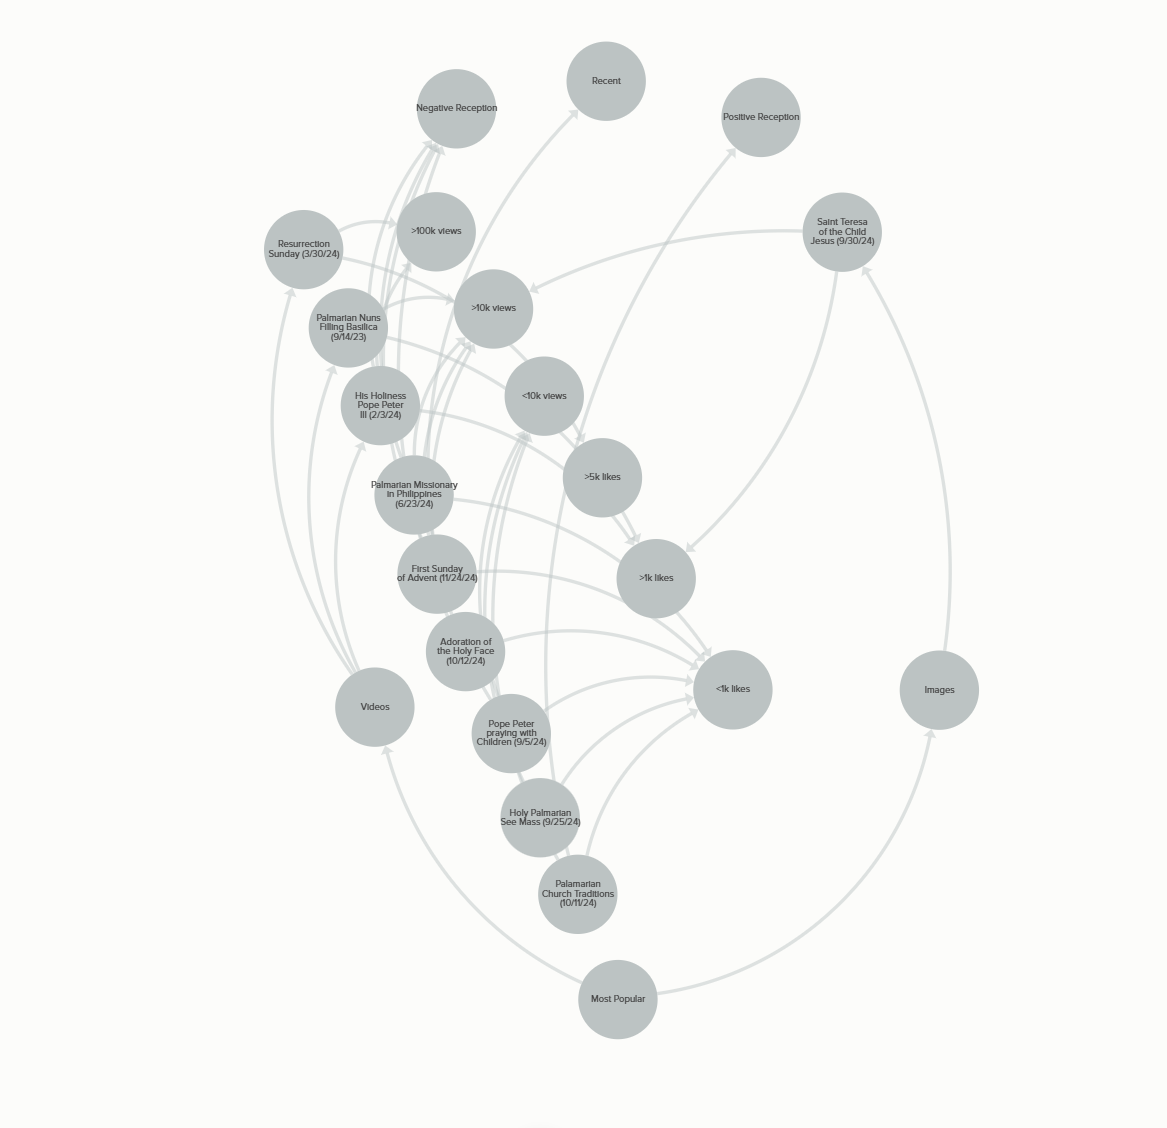 Recent
Negative Reception
Positive Reception
>100k views
Saint Teresa
of the Child
Jesus (9/30/24)
Resurrection
Sunday (3/30/24)
>10k views
Palmarian Nuns
Filling Basilica
(9/14/23)
<10k views
His Holiness
Pope Peter
III (2/3/24)
>5k likes
Palmarian Missionary
in Philippines
(6/23/24)
First Sunday
of Advent (11/24/24)
>1k likes
Adoration of
the Holy Face
(10/12/24)
<1k likes
Images
Videos
Pope Peter
praying with
Children (9/5/24)
Holy Palmarian
See Mass (9/25/24)
Palamarian
Church Traditions
(10/11/24)
Most Popular